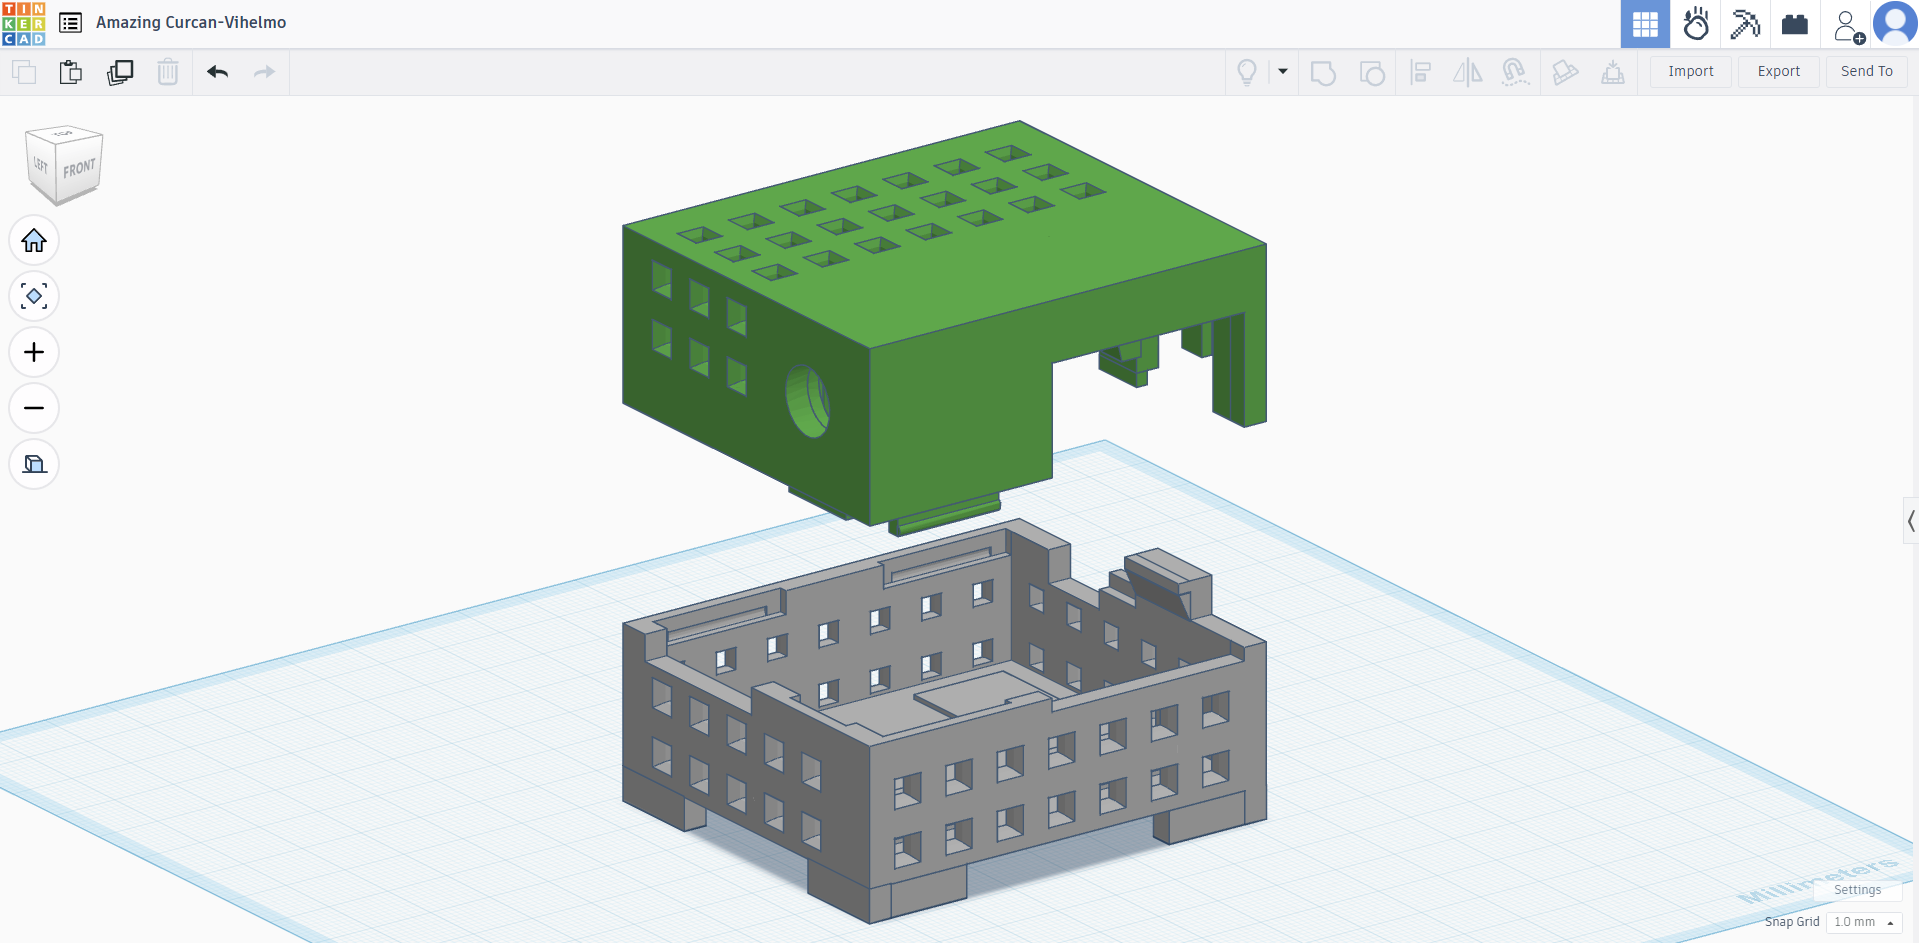 TIN
KER
CAD
Amazing Curcan-Vihelmo
Import
Export
Send To
TOP
LEFT
FRONT
Millimeters
Settings
Snap Grid
1.0 mm